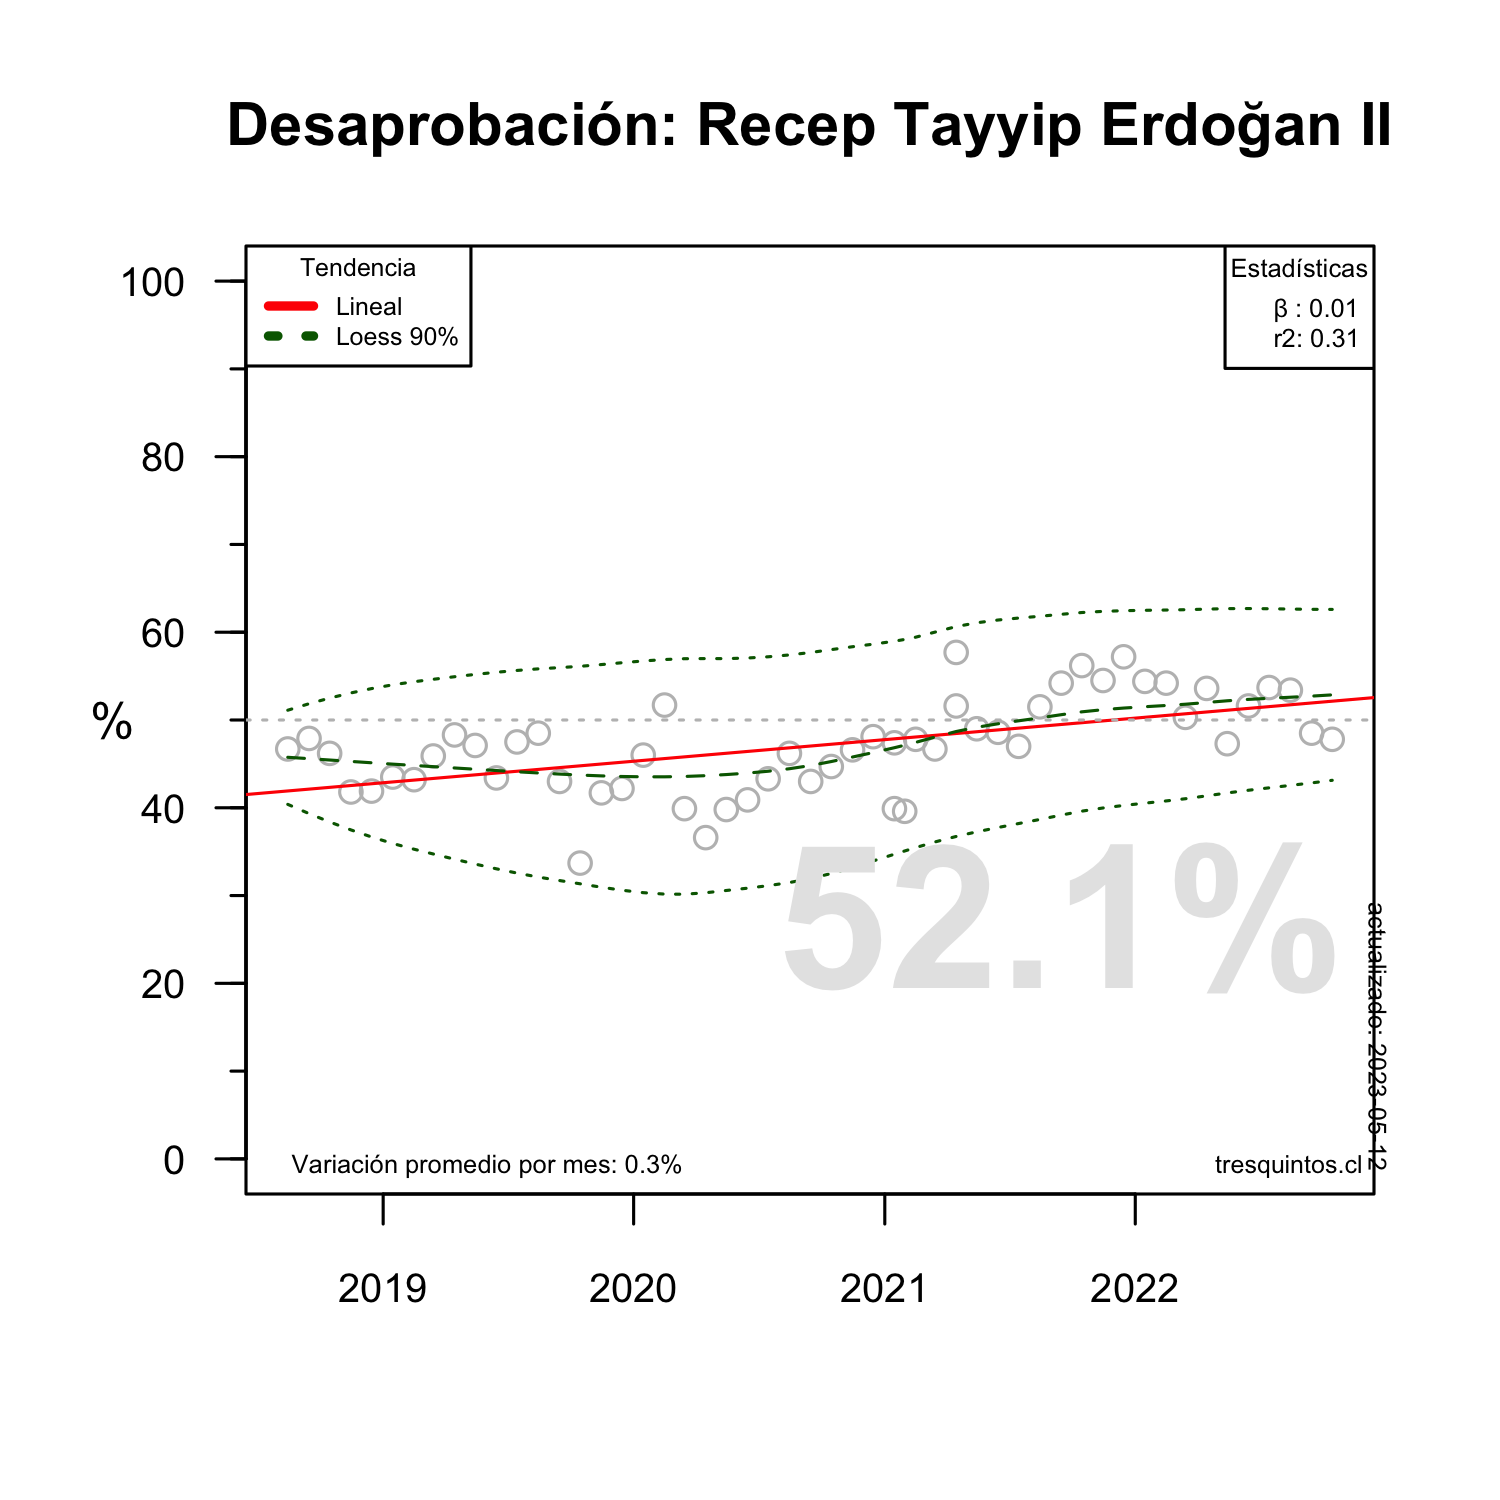 Desaprobación: Recep Tayyip Erdoğan II
Tendencia
Lineal
Loess 90%
Estadísticas
β : 0.01
r2: 0.31
100
80
60
%
40
20
0
52.1%
actualizado: 2023-05-12
Variación promedio por mes: 0.3%
tresquintos.cl
2019
2020
2021
2022